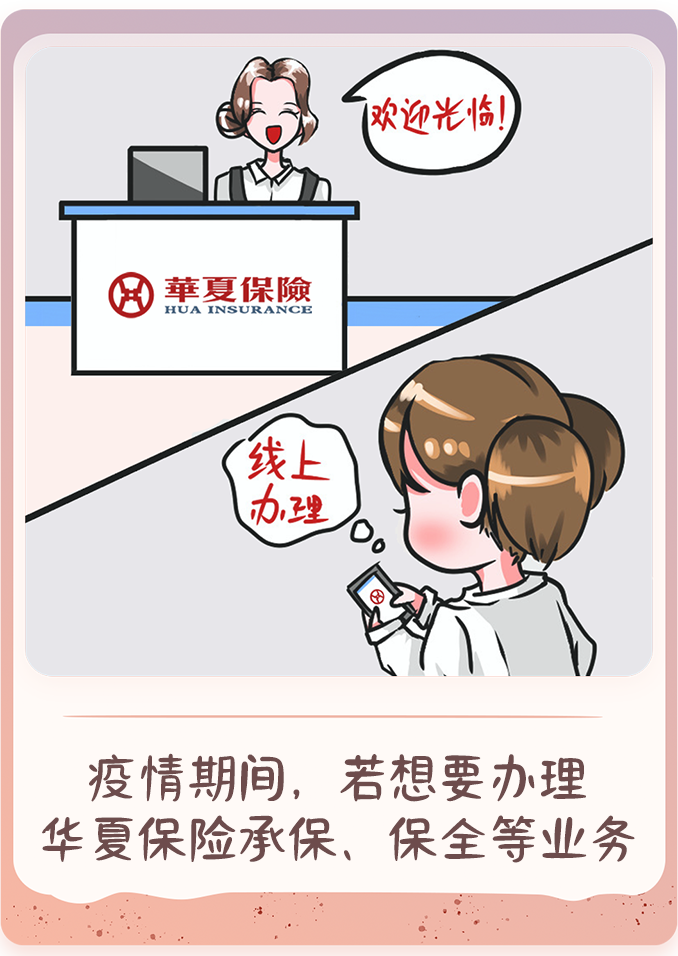 欢迎光临!
華夏保險
HUA INSURANCE
线上
办理
疫情期间，若想要办理
华夏保险承保、保全等业务